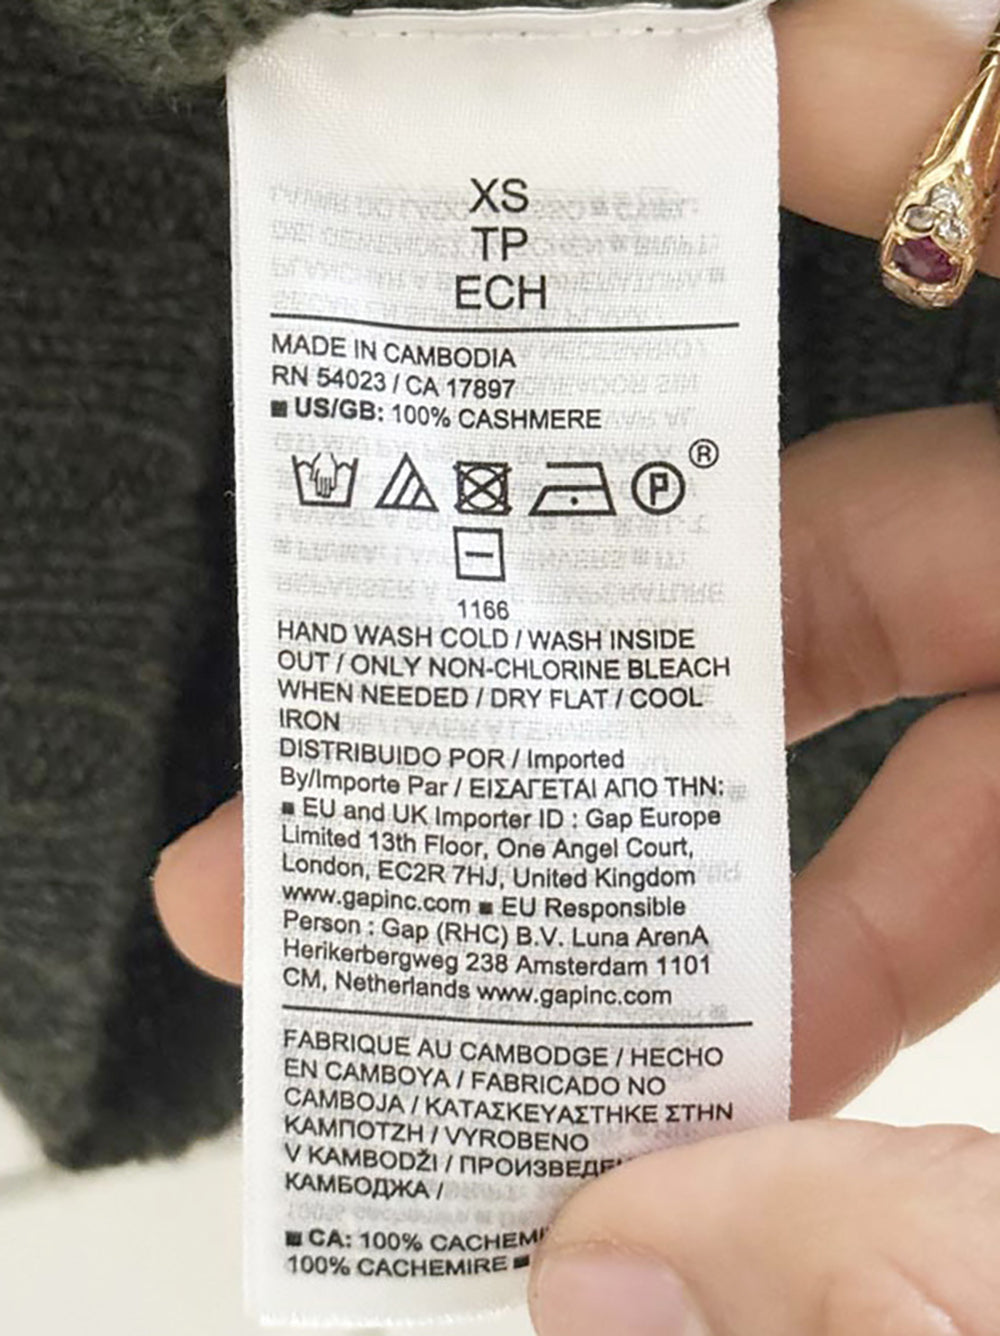 XS
TP
ECH
MADE IN CAMBODIA
RN 54023 / CA 17897
■ US/GB: 100% CASHMERE
P
®
1166
HAND WASH COLD / WASH INSIDE
OUT / ONLY NON-CHLORINE BLEACH
WHEN NEEDED / DRY FLAT / COOL
IRON
DISTRIBUIDO POR / Imported
By/Importe Par / ΕΙΣΑΓΕΤΑΙ ΑΠΟ ΤΗΝ:
■ EU and UK Importer ID : Gap Europe
Limited 13th Floor, One Angel Court,
London, EC2R 7HJ, United Kingdom
www.gapinc.com ■ EU Responsible
Person : Gap (RHC) B.V. Luna ArenA
Herikerbergweg 238 Amsterdam 1101
CM, Netherlands www.gapinc.com
FABRIQUE AU CAMBODGE / HECHO
EN CAMBOYA / FABRICADO NO
CAMBOJA / ΚΑΤΑΣΚΕΥΑΣΤΗΚΕ ΣΤΗΝ
ΚΑΜΠΟΤΖΗ / VYROBENO
V KAMBODŽI /
КАМБОДЖА /
■ CA: 100%
100% CACHEMIRE ■